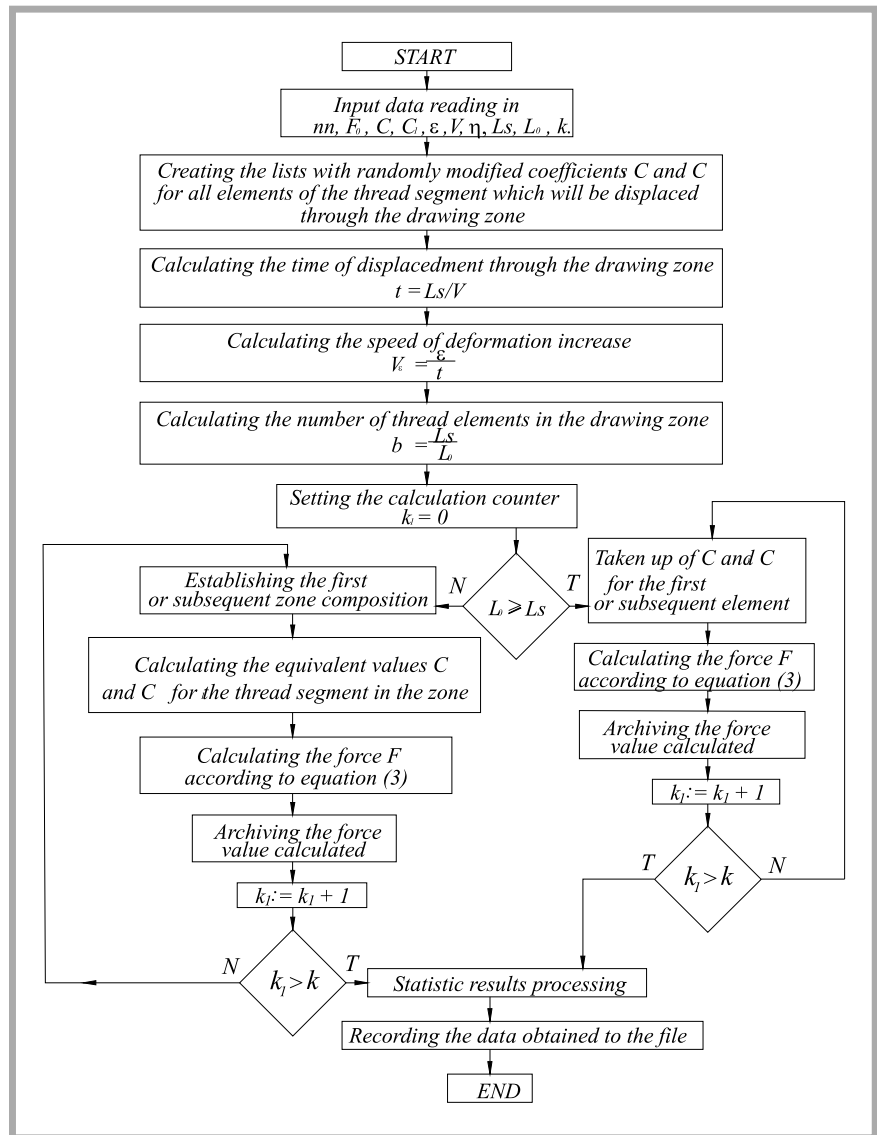 START
Input data reading in
nn, F₀, C, C₁, ε, V, η, Ls, L₀, k.
Creating the lists with randomly modified coefficients C and C
for all elements of the thread segment which will be displaced
through the drawing zone
Calculating the time of displacedment through the drawing zone
t = Ls/V
Calculating the speed of deformation increase
Vε = ε/t
Calculating the number of thread elements in the drawing zone
b = Ls/L₀
Setting the calculation counter
k₁ = 0
L₀ ⩾ Ls
N
T
Establishing the first
or subsequent zone composition
Calculating the equivalent values C
and C for the thread segment in the zone
Calculating the force F
according to equation (3)
Archiving the force
value calculated
k₁:= k₁ + 1
k₁ > k
N
T
Taken up of C and C
for the first
or subsequent element
Calculating the force F
according to equation (3)
Archiving the force
value calculated
k₁:= k₁ + 1
k₁ > k
T
N
Statistic results processing
Recording the data obtained to the file
END